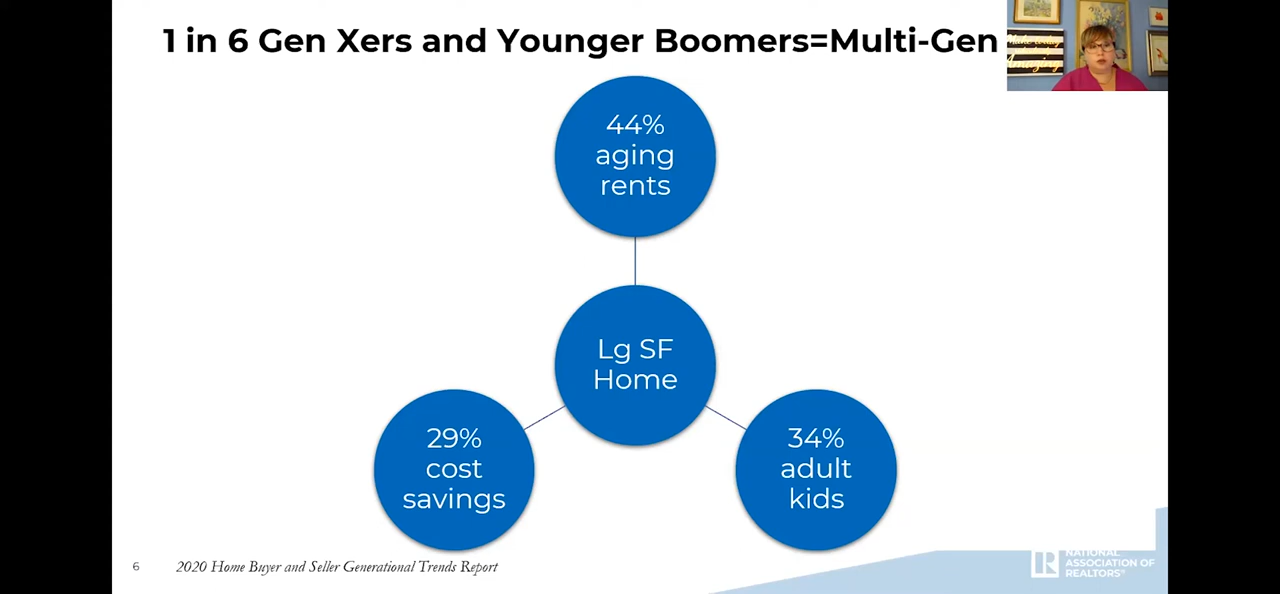 1 in 6 Gen Xers and Younger Boomers=Multi-Gen
44%
aging
rents
Lg SF
Home
29%
cost
savings
34%
adult
kids
6
2020 Home Buyer and Seller Generational Trends Report
NATIONAL
ASSOCIATION OF
REALTORS®